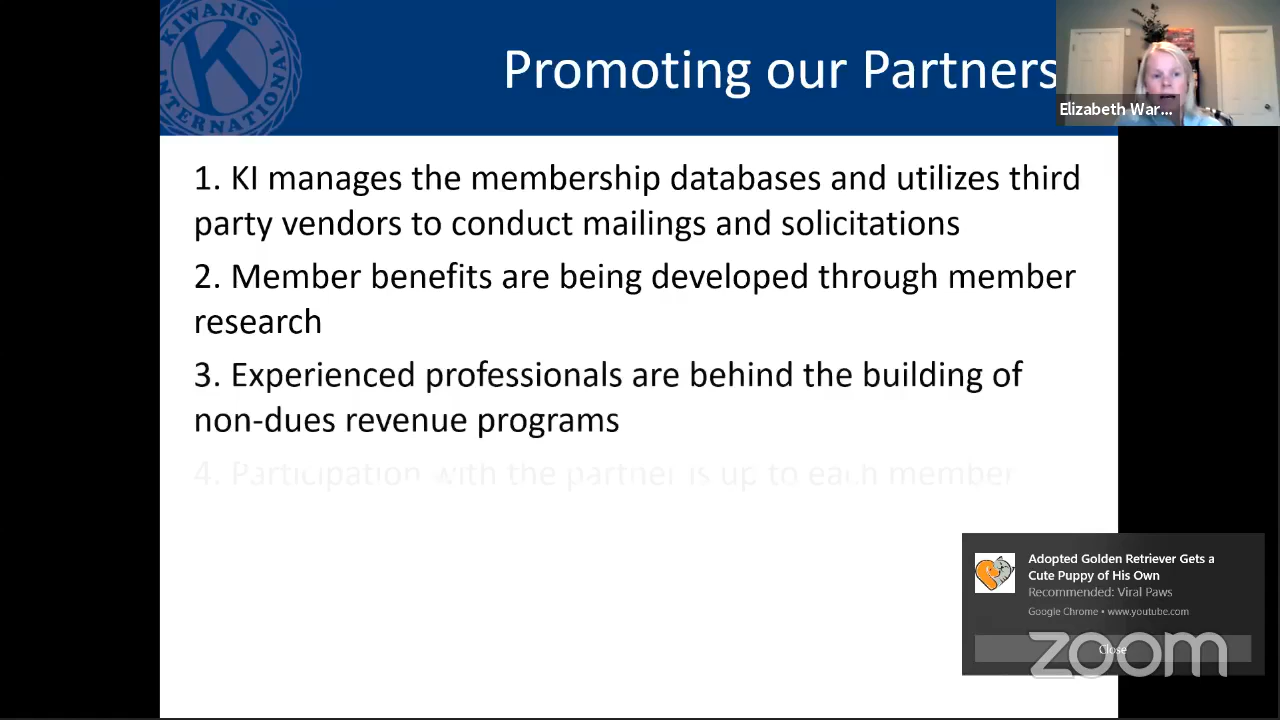 KIWANIS
K
INTERNATIONAL
Promoting our Partners
Elizabeth War...
1. KI manages the membership databases and utilizes third
party vendors to conduct mailings and solicitations
2. Member benefits are being developed through member
research
3. Experienced professionals are behind the building of
non-dues revenue programs
4. Participation with the partner is up to each member
Adopted Golden Retriever Gets a
Cute Puppy of His Own
Recommended: Viral Paws
Google Chrome • www.youtube.com
Close
zoom